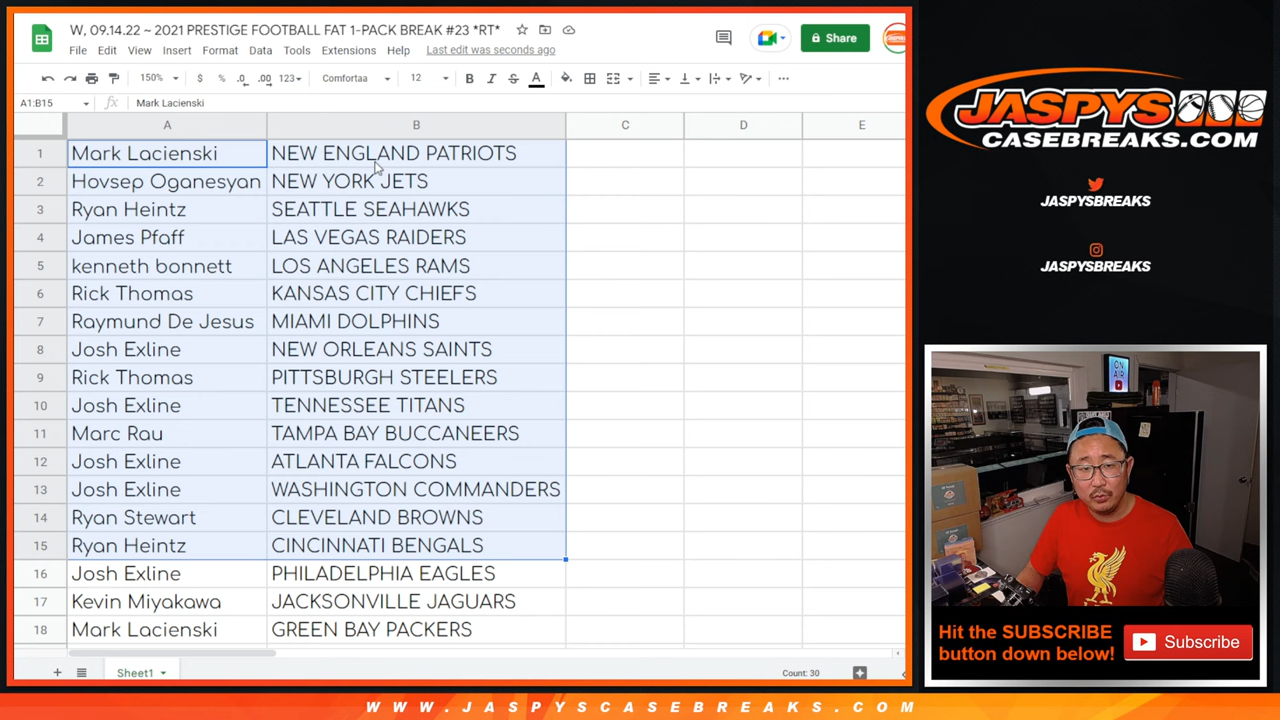 W, 09.14.22 ~ 2021 PRESTIGE FOOTBALL FAT 1-PACK BREAK #23 *RT*
File Edit View Insert Format Data Tools Extensions Help Last edit was seconds ago
Share
150% $ % .0 .00 123 Comfortaa 12 B I S A
A1:B15 fx Mark Lacienski
A B C D E
1 Mark Lacienski NEW ENGLAND PATRIOTS
2 Hovsep Oganesyan NEW YORK JETS
3 Ryan Heintz SEATTLE SEAHAWKS
4 James Pfaff LAS VEGAS RAIDERS
5 kenneth bonnett LOS ANGELES RAMS
6 Rick Thomas KANSAS CITY CHIEFS
7 Raymund De Jesus MIAMI DOLPHINS
8 Josh Exline NEW ORLEANS SAINTS
9 Rick Thomas PITTSBURGH STEELERS
10 Josh Exline TENNESSEE TITANS
11 Marc Rau TAMPA BAY BUCCANEERS
12 Josh Exline ATLANTA FALCONS
13 Josh Exline WASHINGTON COMMANDERS
14 Ryan Stewart CLEVELAND BROWNS
15 Ryan Heintz CINCINNATI BENGALS
16 Josh Exline PHILADELPHIA EAGLES
17 Kevin Miyakawa JACKSONVILLE JAGUARS
18 Mark Lacienski GREEN BAY PACKERS
Sheet1 Count: 30
JASPYS
CASEBREAKS.COM
JASPYSBREAKS
JASPYSBREAKS
ON
AIR
Hit the SUBSCRIBE
button down below!
Subscribe
WWW.JASPYSCASEBREAKS.COM